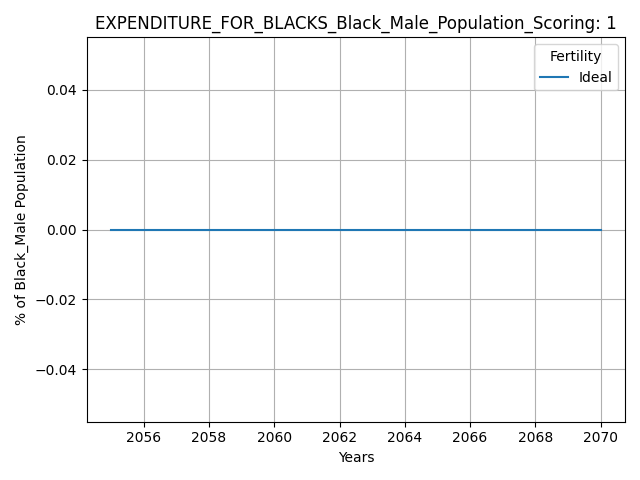 EXPENDITURE_FOR_BLACKS_Black_Male_Population_Scoring: 1
Fertility
Ideal
% of Black_Male Population
0.04
0.02
0.00
−0.02
−0.04
2056 2058 2060 2062 2064 2066 2068 2070
Years